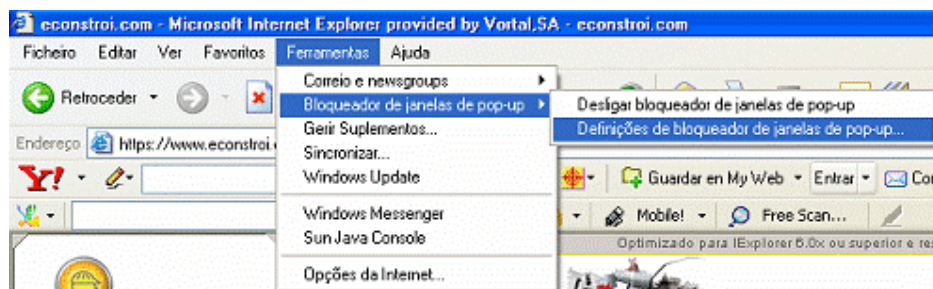 econstroi.com - Microsoft Internet Explorer provided by Vortal,SA - econstroi.com
Ficheiro Editar Ver Favoritos Ferramentas Ajuda
Correio e newsgroups
Retroceder
Bloqueador de janelas de pop-up
Desligar bloqueador de janelas de pop-up
Gerir Suplementos...
Definições de bloqueador de janelas de pop-up...
Endereço https://www.econstroi
Sincronizar...
Y! Windows Update Guardar en My Web Entrar
Windows Messenger Mobile! Free Scan...
Sun Java Console
Optimizado para IExplorer 6.0x ou superior e
Opções da Internet...